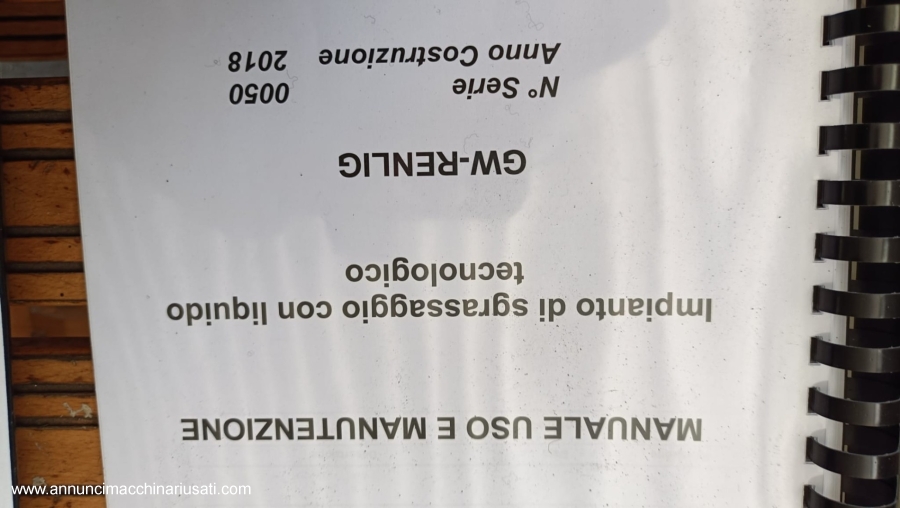 MANUALE USO E MANUTENZIONE
Impianto di sgrassaggio con liquido
tecnologico
GW-RENLIG
N° Serie 0050
Anno Costruzione 2018
www.annuncimacchinariusati.com